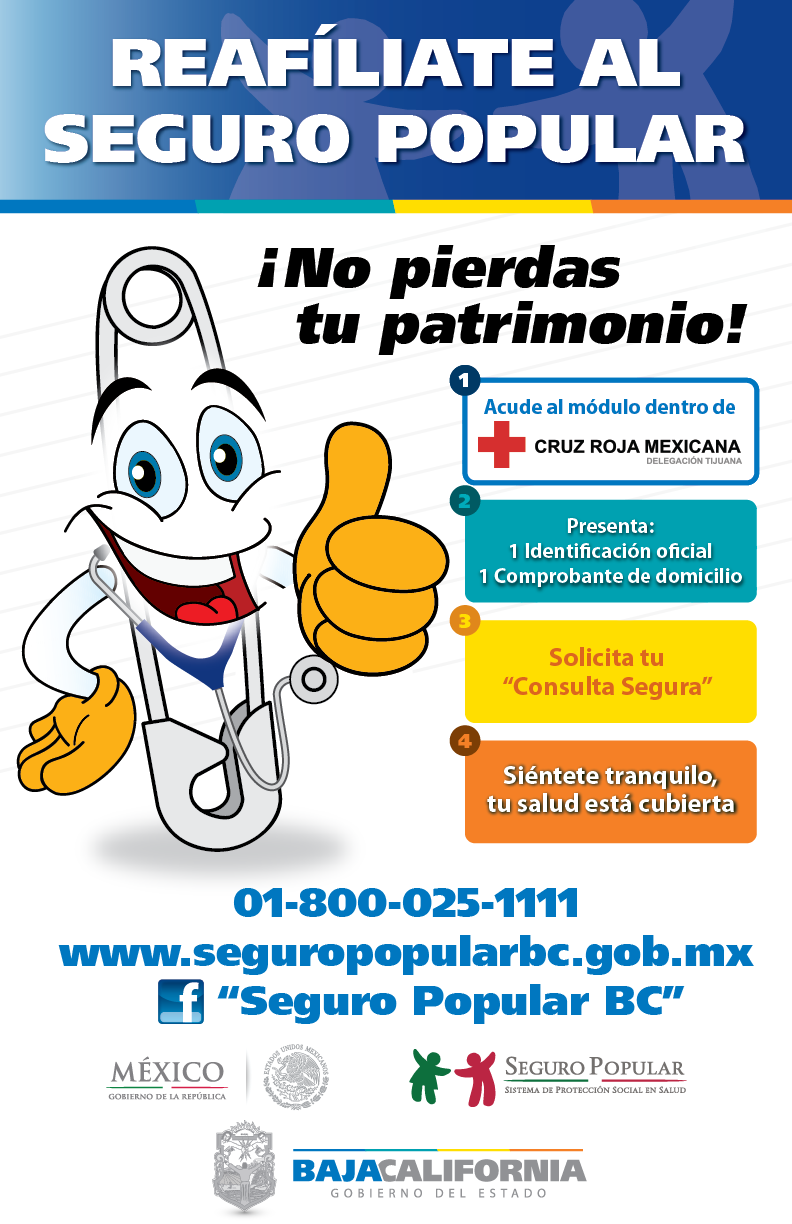 REAFÍLIATE AL
SEGURO POPULAR
¡No pierdas
tu patrimonio!
1
Acude al módulo dentro de
CRUZ ROJA MEXICANA
DELEGACIÓN TIJUANA
2
Presenta:
1 Identificación oficial
1 Comprobante de domicilio
3
Solicita tu
“Consulta Segura”
4
Siéntete tranquilo,
tu salud está cubierta
01-800-025-1111
www.seguropopularbc.gob.mx
f “Seguro Popular BC”
MÉXICO
GOBIERNO DE LA REPÚBLICA
ESTADOS UNIDOS MEXICANOS
SEGURO POPULAR
SISTEMA DE PROTECCIÓN SOCIAL EN SALUD
BAJACALIFORNIA
GOBIERNO DEL ESTADO